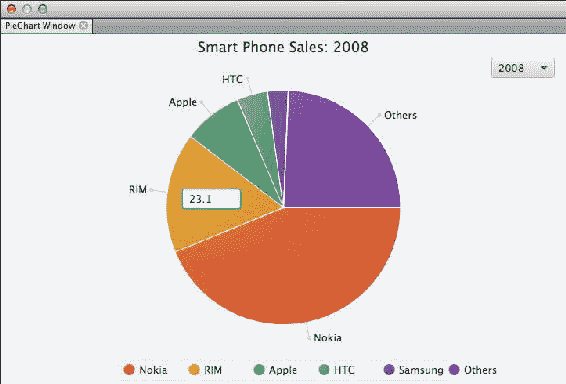 PieChart Window
Smart Phone Sales: 2008
2008
HTC
Apple
Others
RIM
23.1
Nokia
Nokia RIM Apple HTC Samsung Others